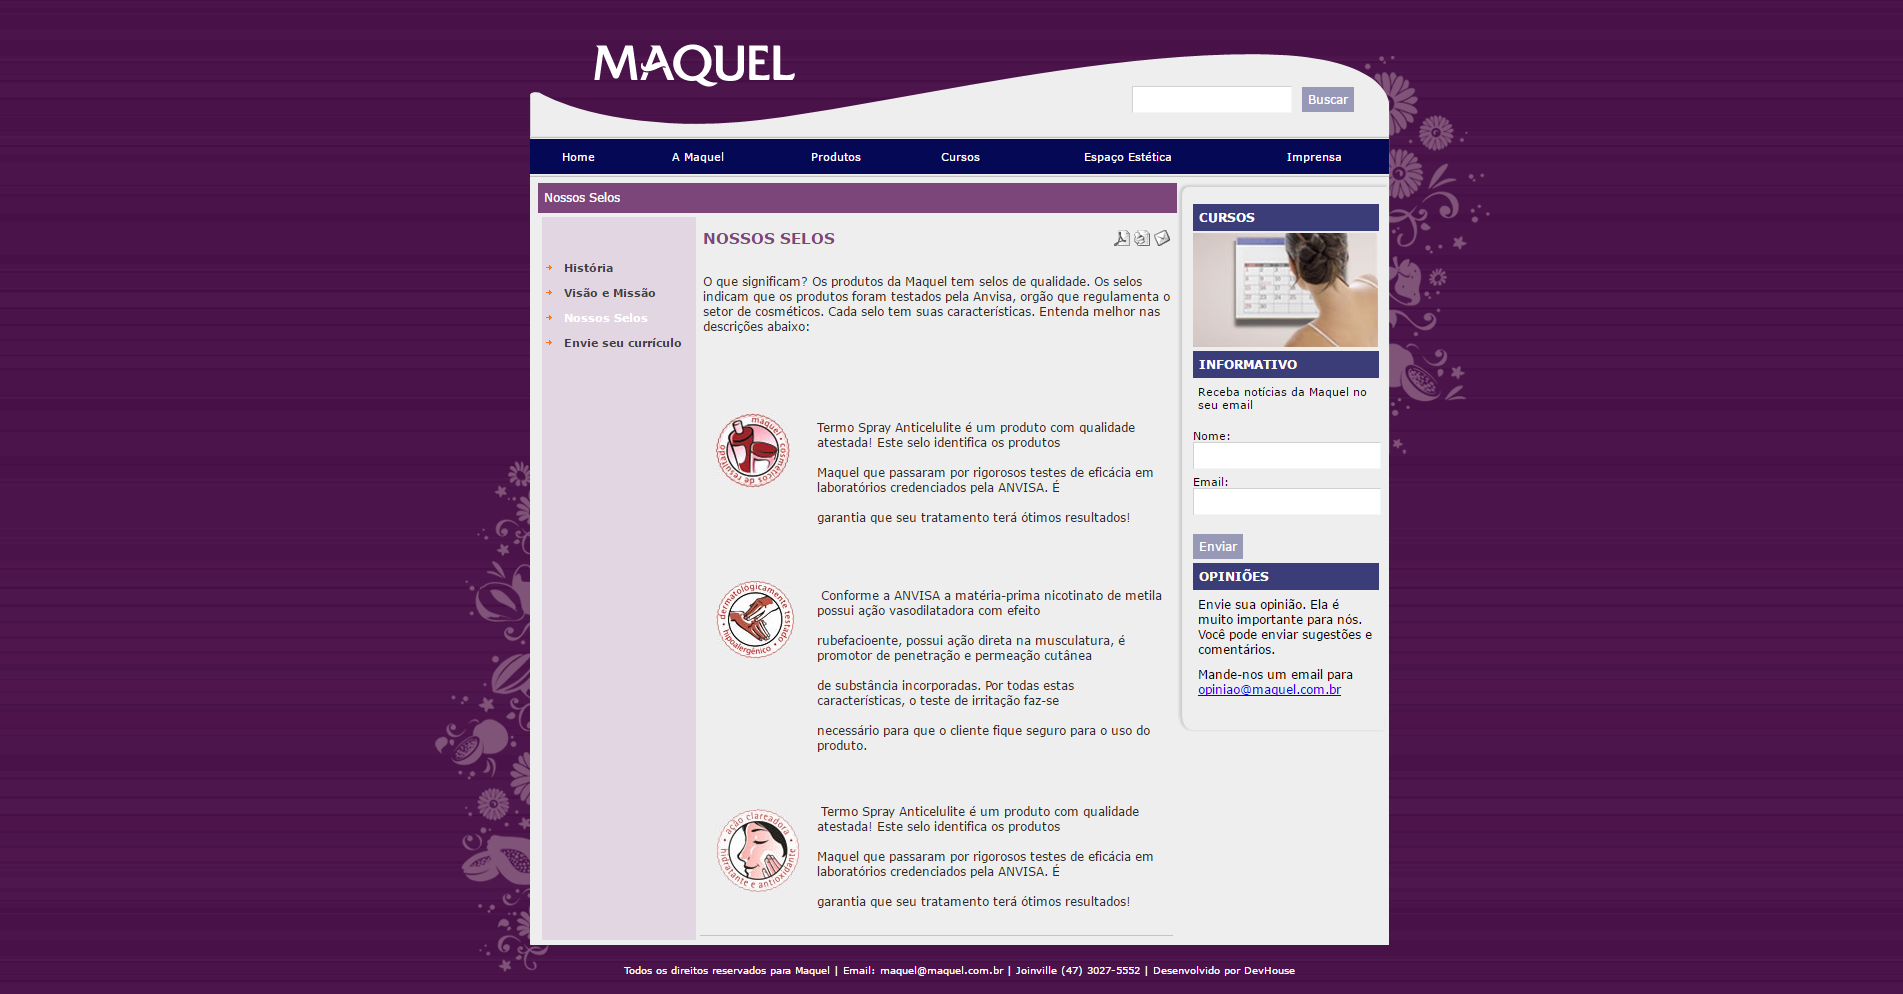 MAQUEL
Buscar
Home
A Maquel
Produtos
Cursos
Espaço Estética
Imprensa
Nossos Selos
História
Visão e Missão
Nossos Selos
Envie seu currículo
NOSSOS SELOS
O que significam? Os produtos da Maquel tem selos de qualidade. Os selos
indicam que os produtos foram testados pela Anvisa, orgão que regulamenta o
setor de cosméticos. Cada selo tem suas características. Entenda melhor nas
descrições abaixo:
maquel • cosméticos de resultado
Termo Spray Anticelulite é um produto com qualidade
atestada! Este selo identifica os produtos
Maquel que passaram por rigorosos testes de eficácia em
laboratórios credenciados pela ANVISA. É
garantia que seu tratamento terá ótimos resultados!
dermatológicamente testado • hipoalergênico •
Conforme a ANVISA a matéria-prima nicotinato de metila
possui ação vasodilatadora com efeito
rubefacioente, possui ação direta na musculatura, é
promotor de penetração e permeação cutânea
de substância incorporadas. Por todas estas
características, o teste de irritação faz-se
necessário para que o cliente fique seguro para o uso do
produto.
• ação clareadora • hidratante e antioxidante
Termo Spray Anticelulite é um produto com qualidade
atestada! Este selo identifica os produtos
Maquel que passaram por rigorosos testes de eficácia em
laboratórios credenciados pela ANVISA. É
garantia que seu tratamento terá ótimos resultados!
CURSOS
INFORMATIVO
Receba notícias da Maquel no
seu email
Nome:
Email:
Enviar
OPINIÕES
Envie sua opinião. Ela é
muito importante para nós.
Você pode enviar sugestões e
comentários.
Mande-nos um email para
opiniao@maquel.com.br
Todos os direitos reservados para Maquel | Email: maquel@maquel.com.br | Joinville (47) 3027-5552 | Desenvolvido por DevHouse